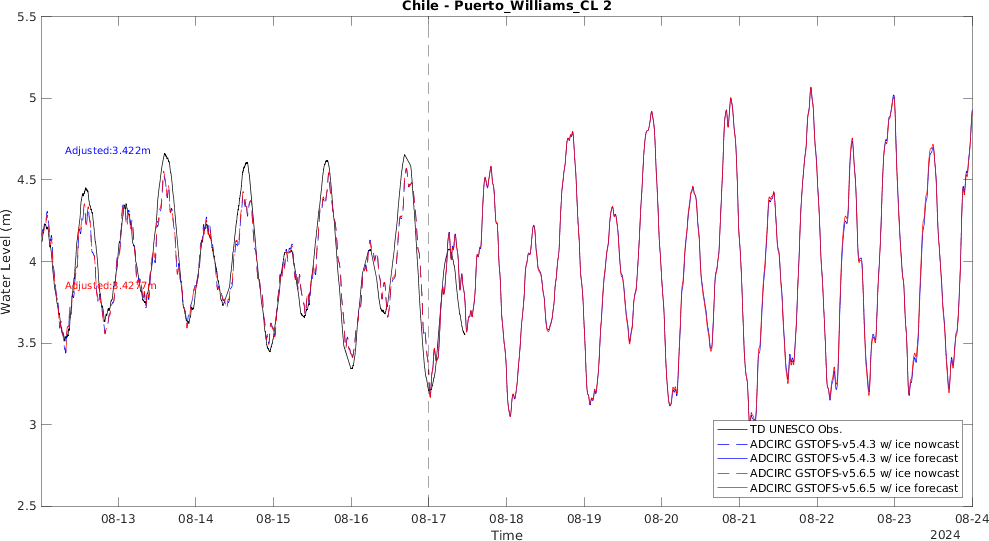 Chile - Puerto_Williams_CL 2
5.5
5
4.5
4
3.5
3
2.5
Water Level (m)
Adjusted:3.422m
Adjusted:3.4277m
TD UNESCO Obs.
ADCIRC GSTOFS-v5.4.3 w/ ice nowcast
ADCIRC GSTOFS-v5.4.3 w/ ice forecast
ADCIRC GSTOFS-v5.6.5 w/ ice nowcast
ADCIRC GSTOFS-v5.6.5 w/ ice forecast
08-13 08-14 08-15 08-16 08-17 08-18 08-19 08-20 08-21 08-22 08-23 08-24
Time
2024